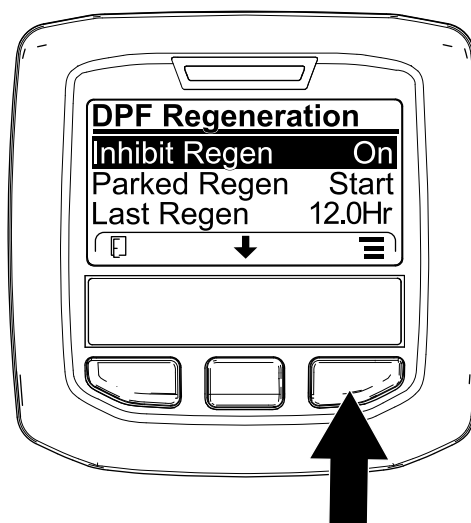 DPF Regeneration
Inhibit Regen On
Parked Regen Start
Last Regen 12.0Hr